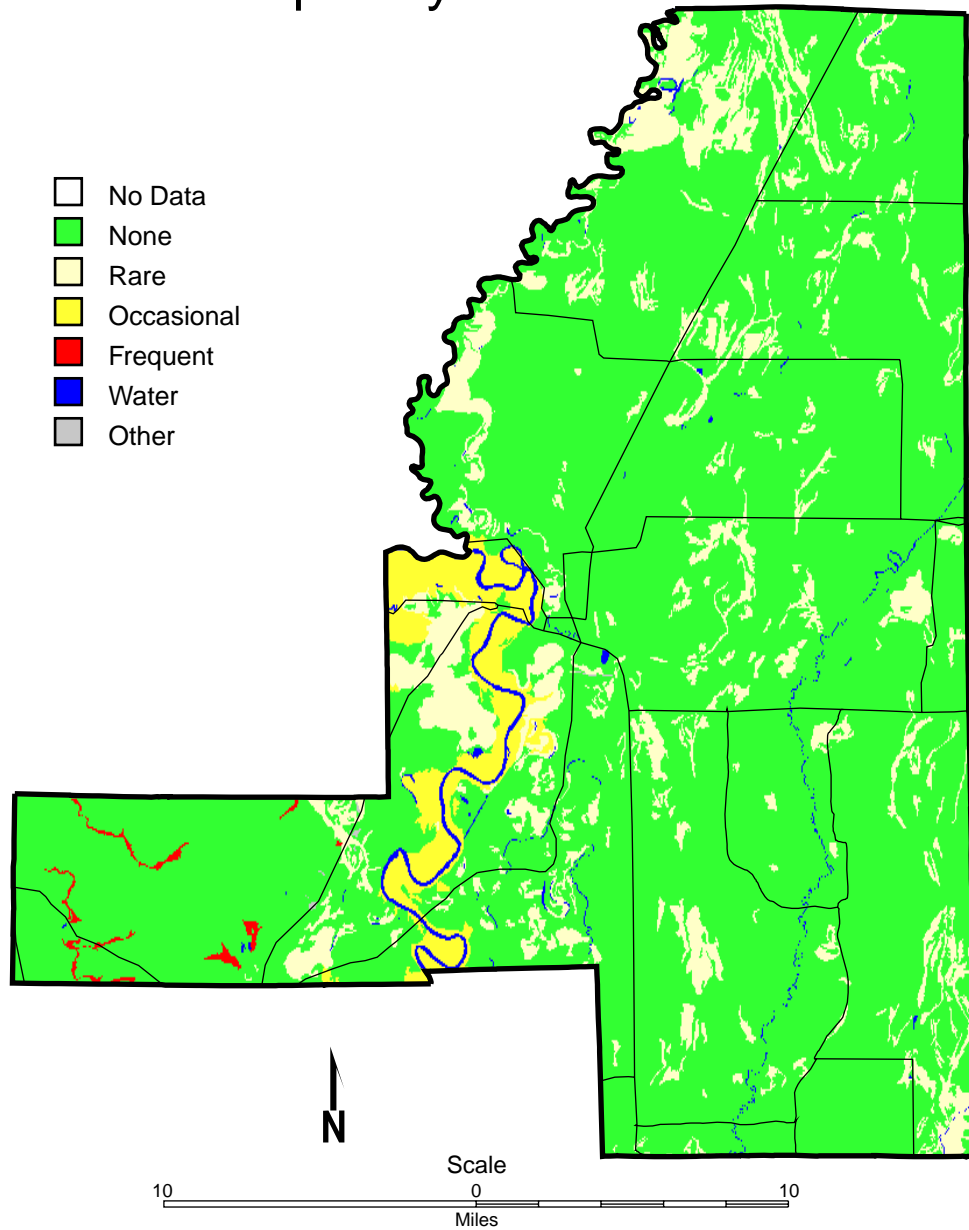 No Data
None
Rare
Occasional
Frequent
Water
Other
N
Scale
10 0 10
Miles